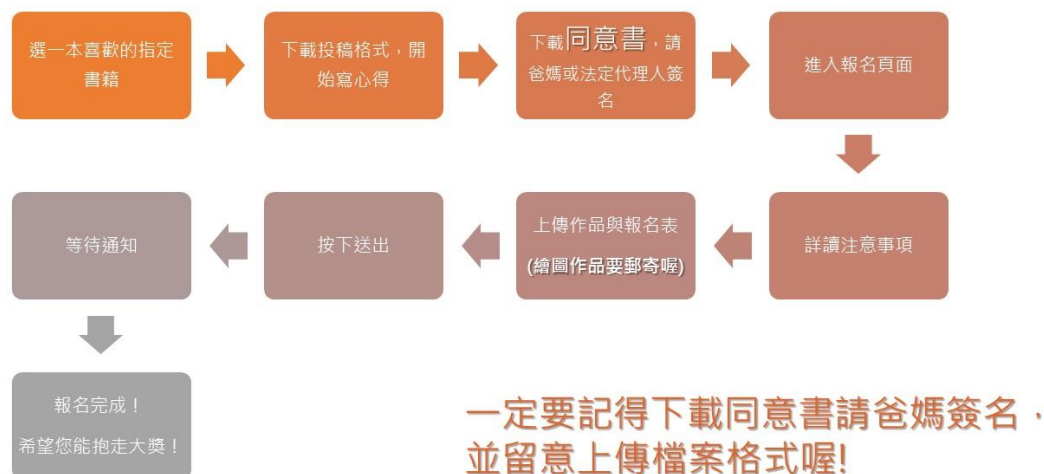 選一本喜歡的指定
書籍
下載投稿格式，開
始寫心得
下載同意書，請
爸媽或法定代理人簽
名
進入報名頁面
詳讀注意事項
上傳作品與報名表
(繪圖作品要郵寄喔)
按下送出
等待通知
報名完成！
希望您能抱走大獎！
一定要記得下載同意書請爸媽簽名，
並留意上傳檔案格式喔!